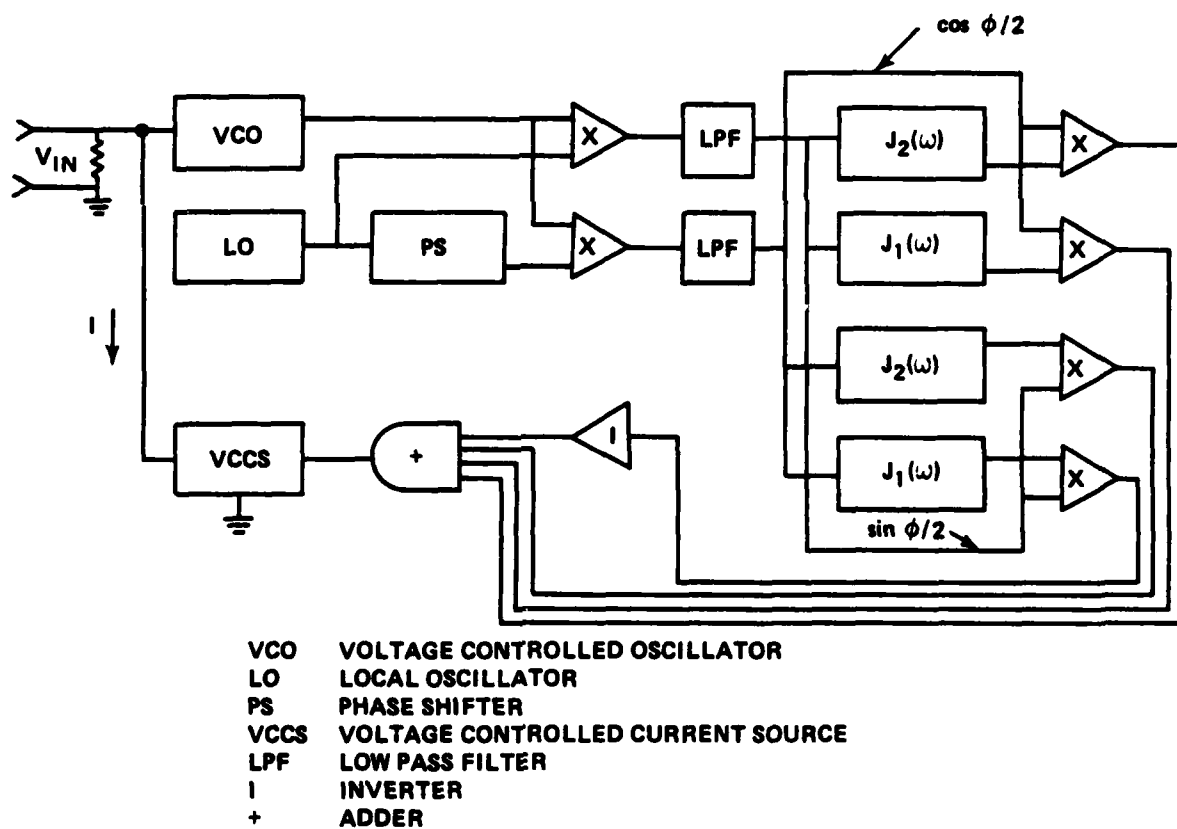 cos ϕ/2
VCO
X
LPF
J₂(ω)
X
V_IN
LO
PS
X
LPF
J₁(ω)
X
I
J₂(ω)
X
VCCS
+
I
J₁(ω)
X
sin ϕ/2
VCO VOLTAGE CONTROLLED OSCILLATOR
LO LOCAL OSCILLATOR
PS PHASE SHIFTER
VCCS VOLTAGE CONTROLLED CURRENT SOURCE
LPF LOW PASS FILTER
I INVERTER
+ ADDER